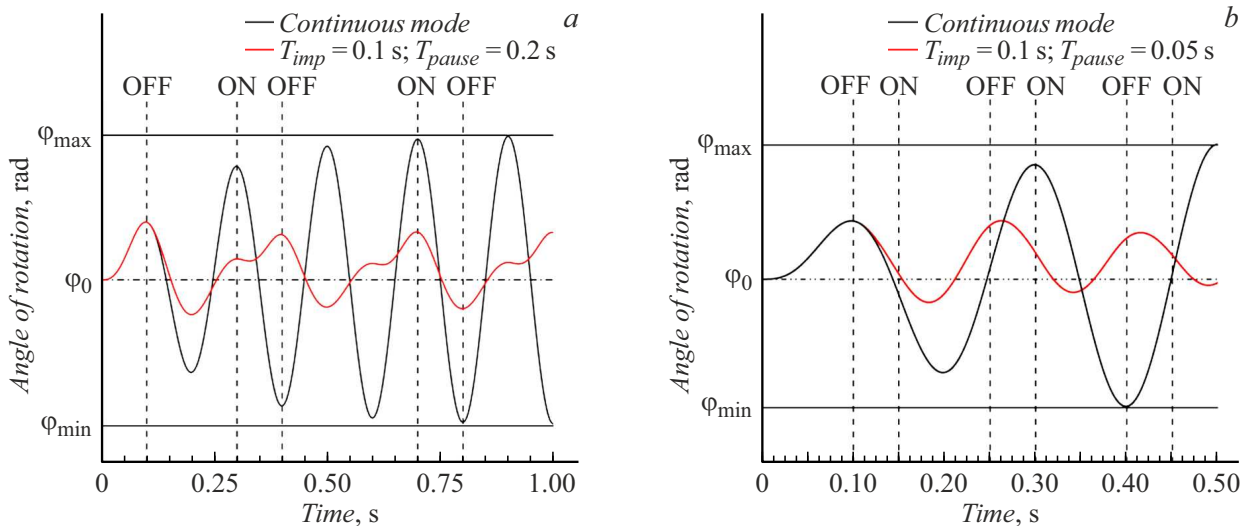 Continuous mode
a
T_imp = 0.1 s; T_pause = 0.2 s
OFF ON OFF ON OFF
φmax
φ0
φmin
Angle of rotation, rad
0 0.25 0.50 0.75 1.00
Time, s
Continuous mode
b
T_imp = 0.1 s; T_pause = 0.05 s
OFF ON OFF ON OFF ON
φmax
φ0
φmin
Angle of rotation, rad
0 0.10 0.20 0.30 0.40 0.50
Time, s